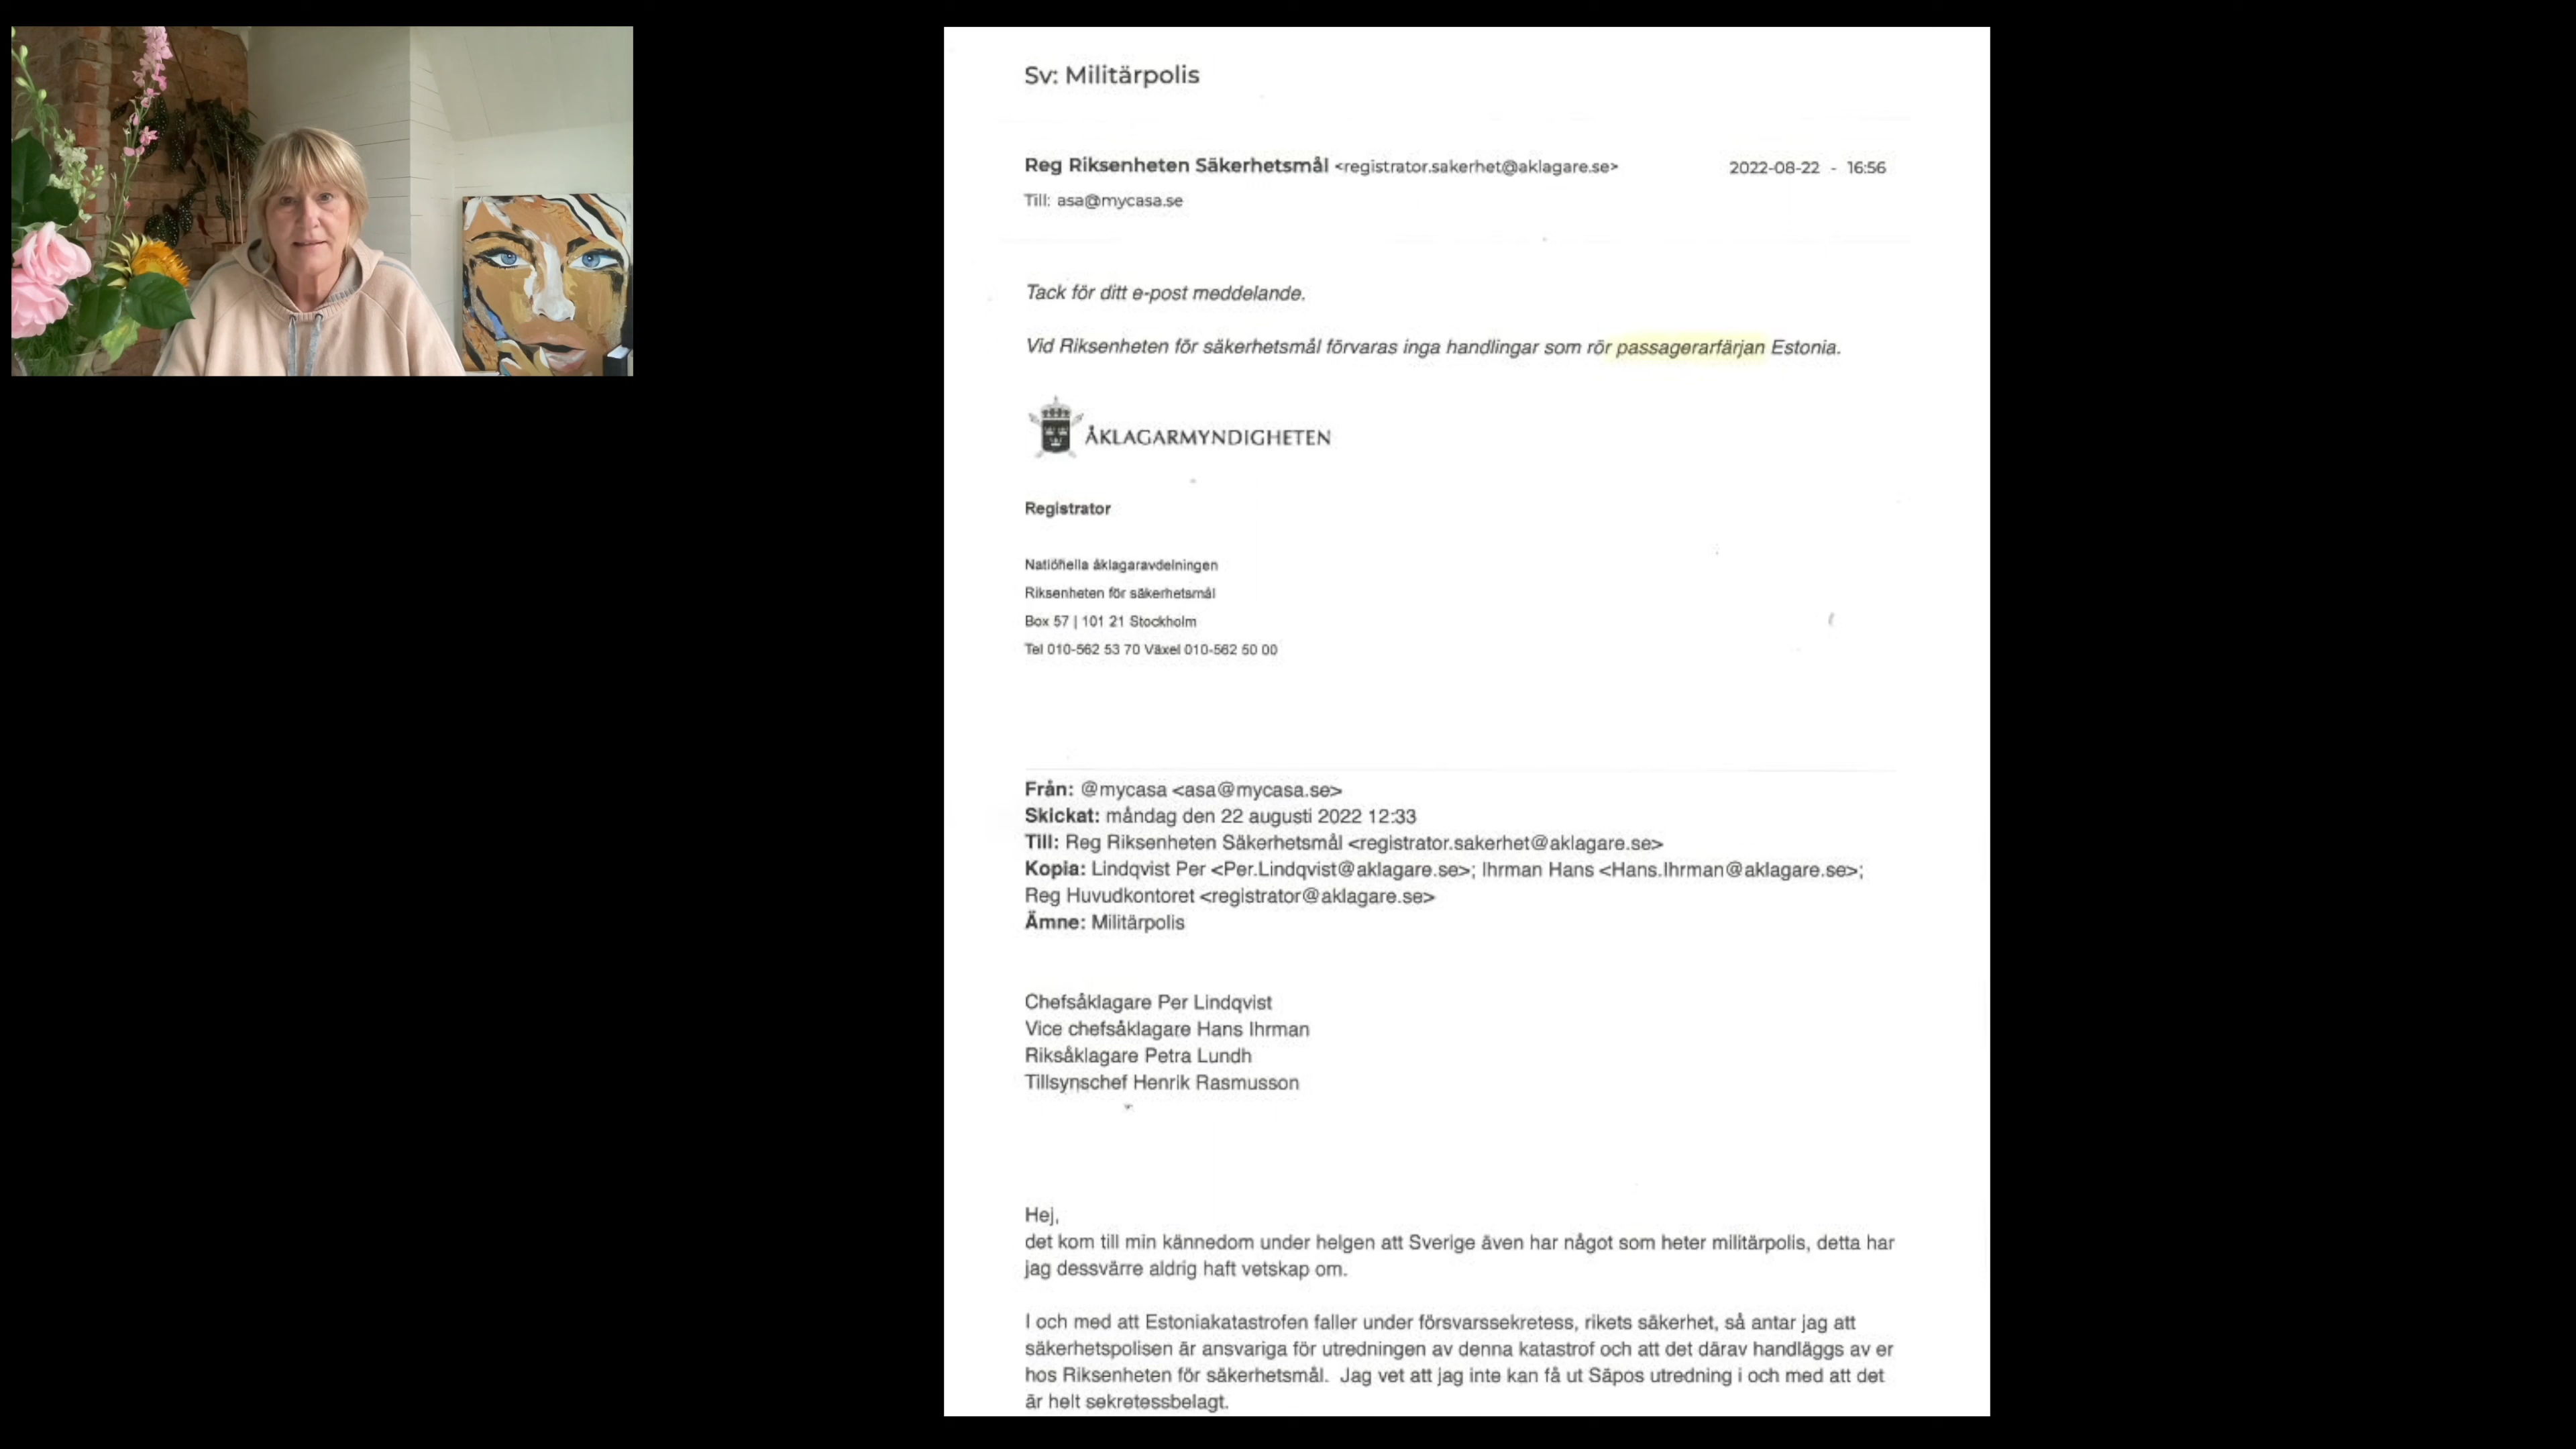 Sv: Militärpolis
Reg Riksenheten Säkerhetsmål <registrator.sakerhet@aklagare.se> 2022-08-22 - 16:56
Till: asa@mycasa.se
Tack för ditt e-post meddelande.
Vid Riksenheten för säkerhetsmål förvaras inga handlingar som rör passagerarfärjan Estonia.
ÅKLAGARMYNDIGHETEN
Registrator
Nationella åklagaravdelningen
Riksenheten för säkerhetsmål
Box 57 | 101 21 Stockholm
Tel 010-562 53 70 Växel 010-562 50 00
Från: @mycasa <asa@mycasa.se>
Skickat: måndag den 22 augusti 2022 12:33
Till: Reg Riksenheten Säkerhetsmål <registrator.sakerhet@aklagare.se>
Kopia: Lindqvist Per <Per.Lindqvist@aklagare.se>; Ihrman Hans <Hans.Ihrman@aklagare.se>;
Reg Huvudkontoret <registrator@aklagare.se>
Ämne: Militärpolis
Chefsåklagare Per Lindqvist
Vice chefsåklagare Hans Ihrman
Riksåklagare Petra Lundh
Tillsynschef Henrik Rasmusson
Hej,
det kom till min kännedom under helgen att Sverige även har något som heter militärpolis, detta har
jag dessvärre aldrig haft vetskap om.
I och med att Estoniakatastrofen faller under försvarssekretess, rikets säkerhet, så antar jag att
säkerhetspolisen är ansvariga för utredningen av denna katastrof och att det därav handläggs av er
hos Riksenheten för säkerhetsmål. Jag vet att jag inte kan få ut Säpos utredning i och med att det
är helt sekretessbelagt.